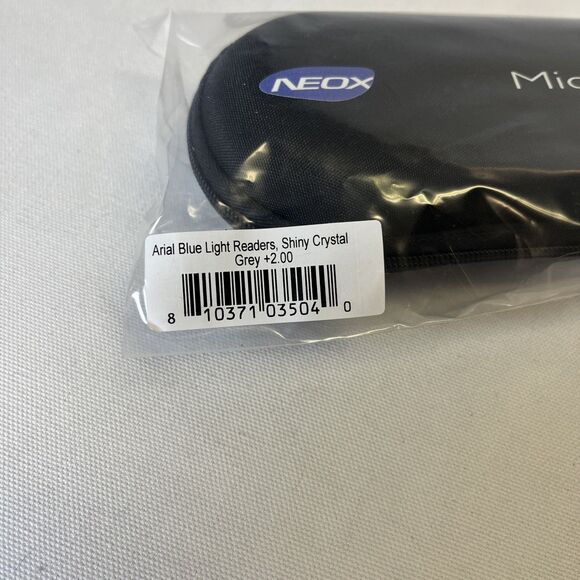 NEOX
Mic
Arial Blue Light Readers, Shiny Crystal
Grey +2.00
8 10371 03504 0